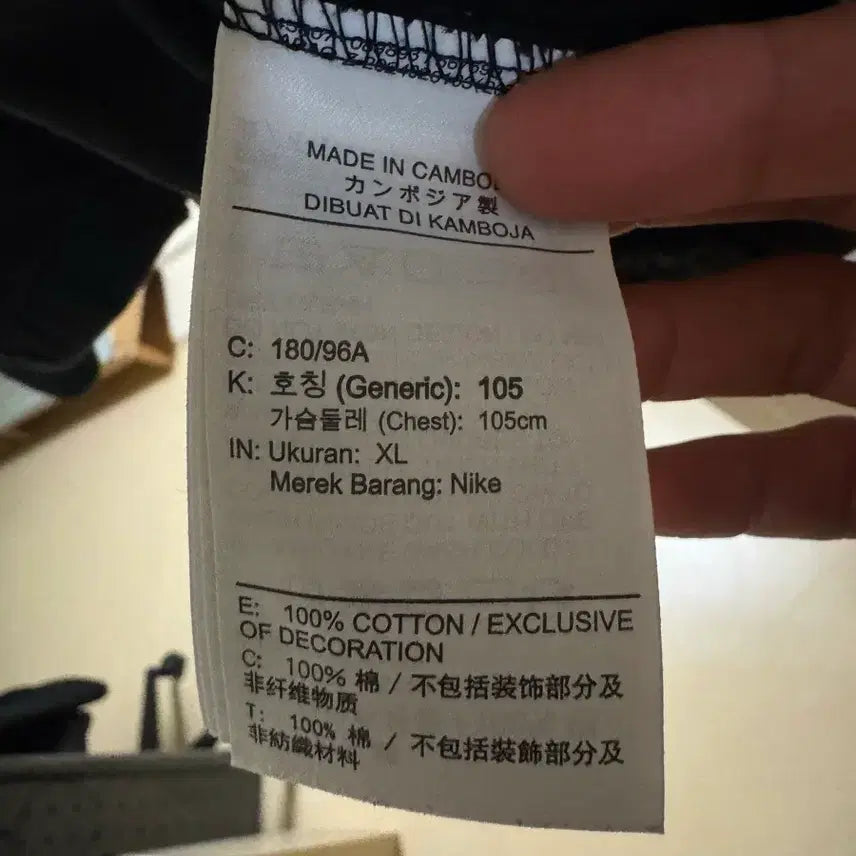 MADE IN
カンボジア製
DIBUAT DI KAMBOJA
C: 180/96A
K: 호칭 (Generic): 105
가슴둘레 (Chest): 105cm
IN: Ukuran: XL
Merek Barang: Nike
E: 100% COTTON / EXCLUSIVE
OF DECORATION
C: 100% 棉 / 不包括装饰部分及
非纤维物质
T: 100% 棉 / 不包括裝飾部分及
非紡織材料